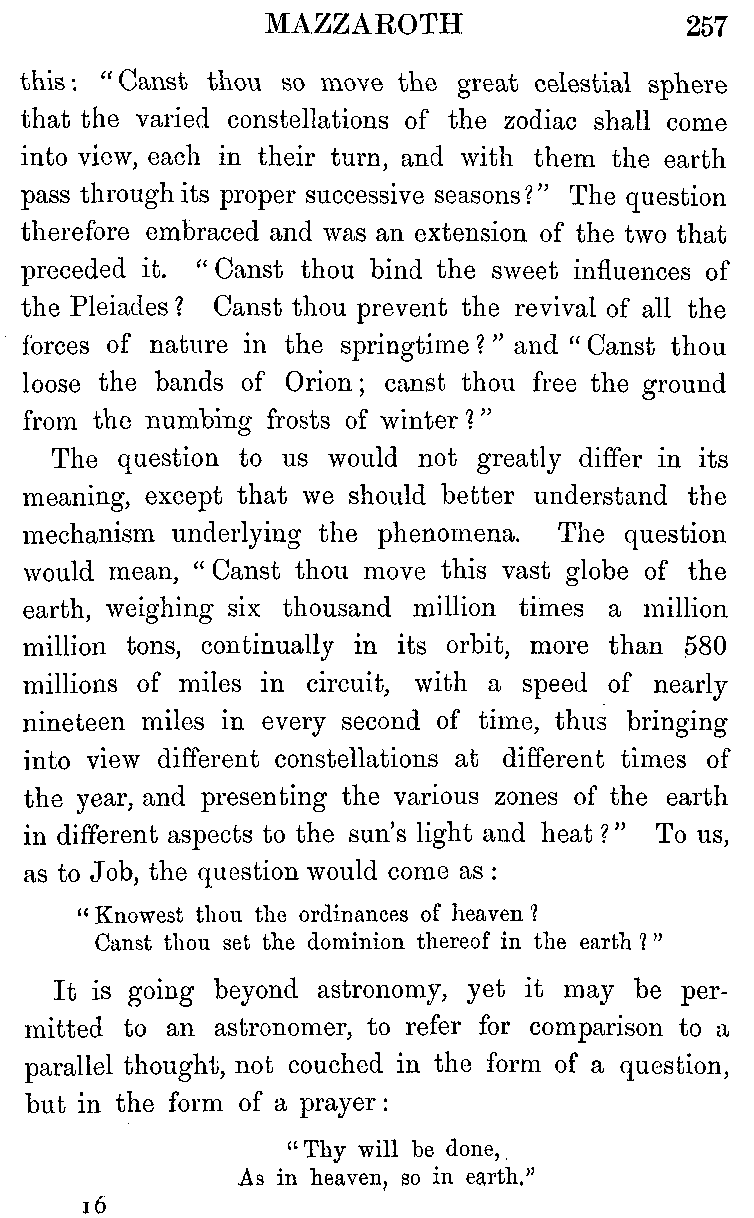 MAZZAROTH 257
this: "Canst thou so move the great celestial sphere
that the varied constellations of the zodiac shall come
into view, each in their turn, and with them the earth
pass through its proper successive seasons?" The question
therefore embraced and was an extension of the two that
preceded it. "Canst thou bind the sweet influences of
the Pleiades? Canst thou prevent the revival of all the
forces of nature in the springtime?" and "Canst thou
loose the bands of Orion; canst thou free the ground
from the numbing frosts of winter?"
The question to us would not greatly differ in its
meaning, except that we should better understand the
mechanism underlying the phenomena. The question
would mean, "Canst thou move this vast globe of the
earth, weighing six thousand million times a million
million tons, continually in its orbit, more than 580
millions of miles in circuit, with a speed of nearly
nineteen miles in every second of time, thus bringing
into view different constellations at different times of
the year, and presenting the various zones of the earth
in different aspects to the sun's light and heat?" To us,
as to Job, the question would come as:
"Knowest thou the ordinances of heaven?
Canst thou set the dominion thereof in the earth?"
It is going beyond astronomy, yet it may be per-
mitted to an astronomer, to refer for comparison to a
parallel thought, not couched in the form of a question,
but in the form of a prayer:
"Thy will be done,
As in heaven, so in earth."
16